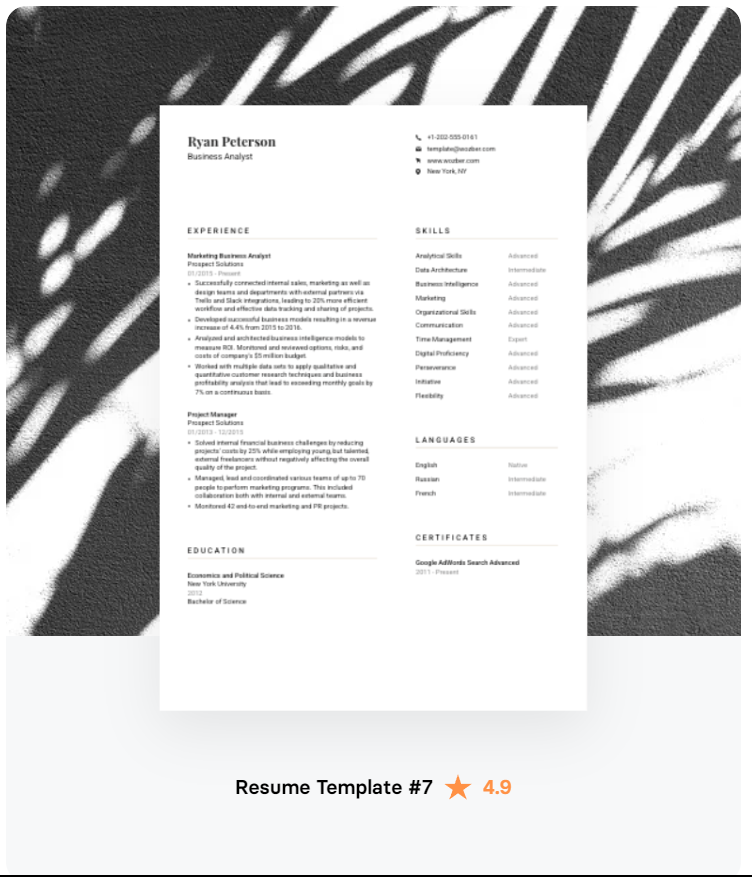 Ryan Peterson
Business Analyst
+1-202-555-0161
template@wozber.com
www.wozber.com
New York, NY
EXPERIENCE
Marketing Business Analyst
Prospect Solutions
01/2015 - Present
Successfully connected internal sales, marketing as well as
design teams and departments with external partners via
Trello and Slack integrations, leading to 20% more efficient
workflow and effective data tracking and sharing of projects.
Developed successful business models resulting in a revenue
increase of 4.4% from 2015 to 2016.
Analyzed and architected business intelligence models to
measure ROI. Monitored and reviewed options, risks, and
costs of company's $5 million budget.
Worked with multiple data sets to apply qualitative and
quantitative customer research techniques and business
profitability analysis that lead to exceeding monthly goals by
7% on a continuous basis.
Project Manager
Prospect Solutions
01/2013 - 12/2015
Solved internal financial business challenges by reducing
projects' costs by 25% while employing young, but talented,
external freelancers without negatively affecting the overall
quality of the project.
Managed, lead and coordinated various teams of up to 70
people to perform marketing programs. This included
collaboration both with internal and external teams.
Monitored 42 end-to-end marketing and PR projects.
EDUCATION
Economics and Political Science
New York University
2012
Bachelor of Science
SKILLS
Analytical Skills Advanced
Data Architecture Intermediate
Business Intelligence Advanced
Marketing Advanced
Organizational Skills Advanced
Communication Advanced
Time Management Expert
Digital Proficiency Advanced
Perseverance Advanced
Initiative Advanced
Flexibility Advanced
LANGUAGES
English Native
Russian Intermediate
French Intermediate
CERTIFICATES
Google AdWords Search Advanced
2011 - Present
Resume Template #7 ★ 4.9